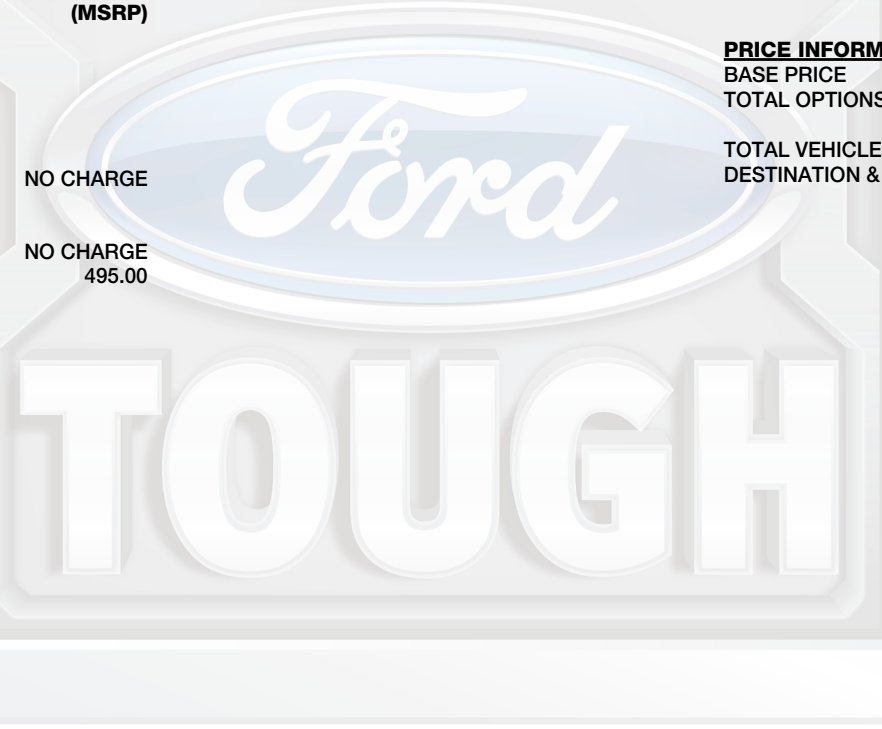 (MSRP)
NO CHARGE
NO CHARGE
495.00
PRICE INFORM
BASE PRICE
TOTAL OPTIONS
TOTAL VEHICLE
DESTINATION &
Ford
TOUGH